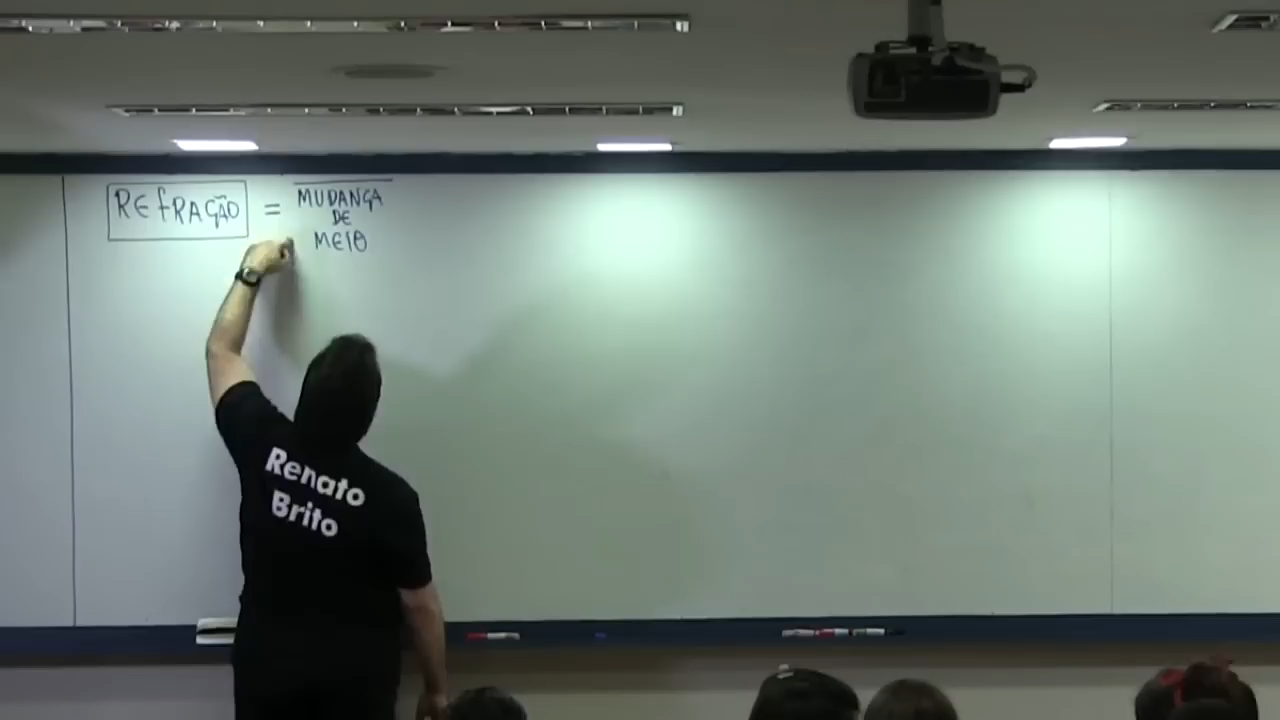 REFRAÇÃO = MUDANÇA
DE
MEIO
Renato
Brito